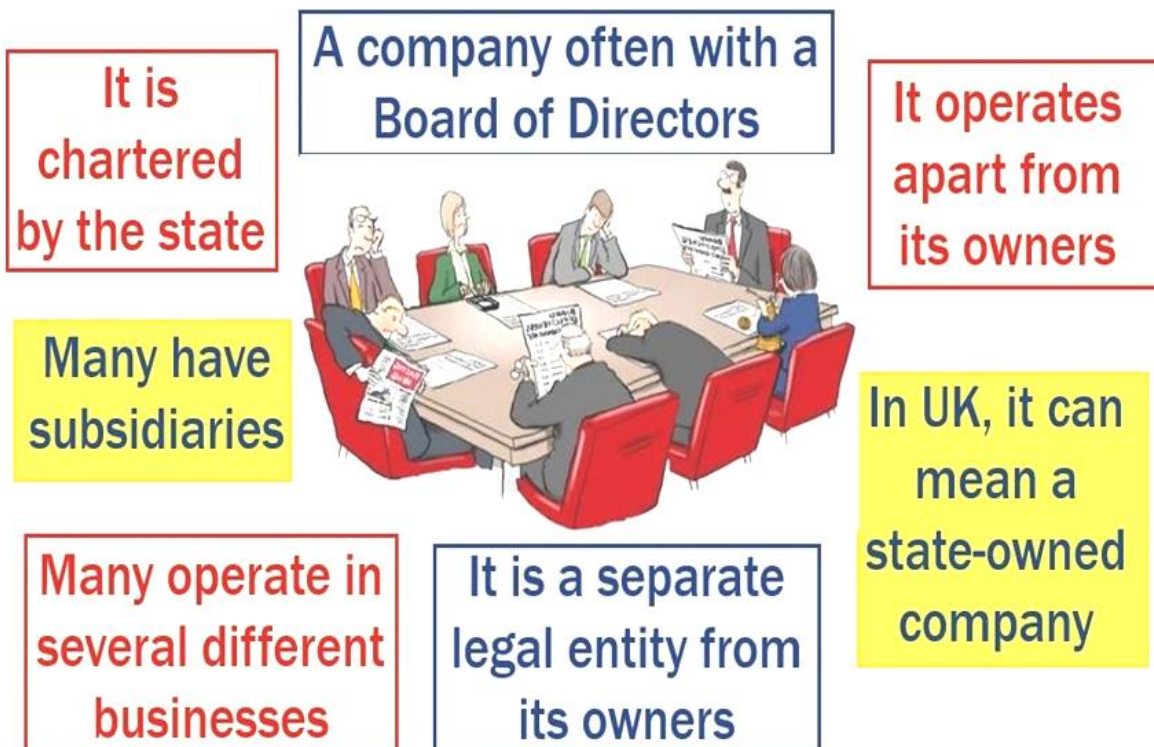 A company often with a
Board of Directors
It is
chartered
by the state
It operates
apart from
its owners
Many have
subsidiaries
In UK, it can
mean a
state-owned
company
Many operate in
several different
businesses
It is a separate
legal entity from
its owners